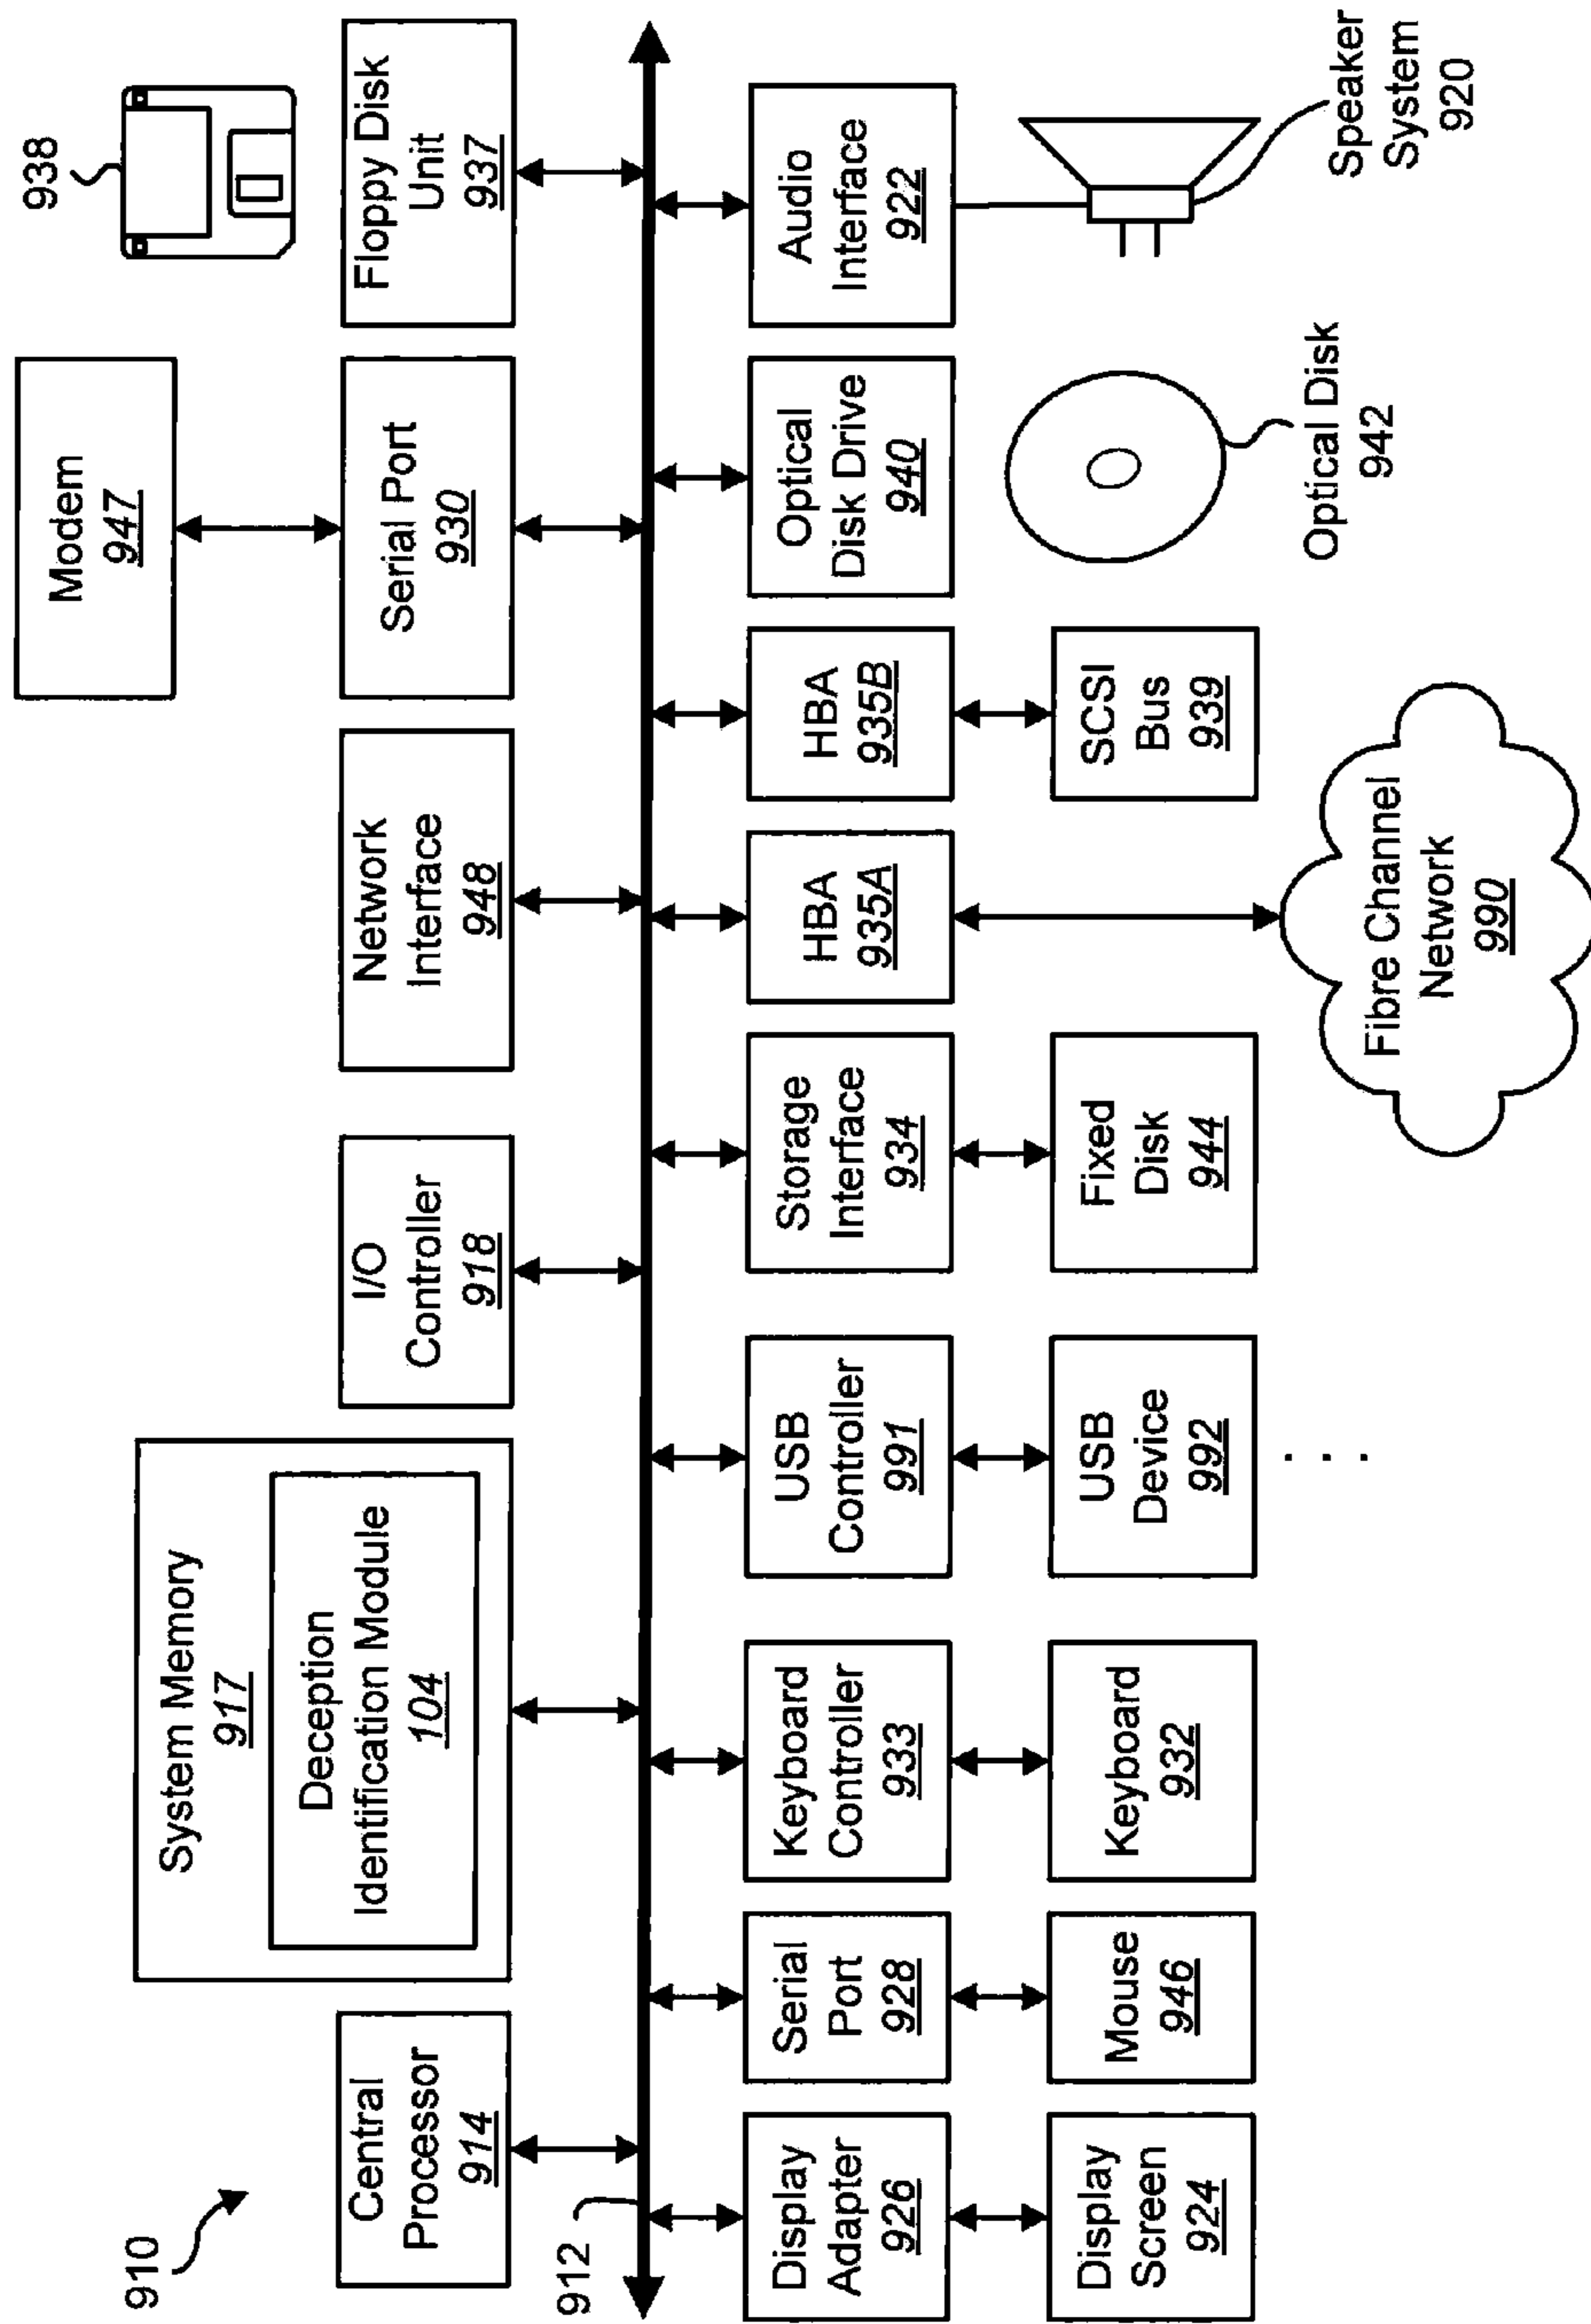 910
Central
Processor
914
System Memory
917
Deception
Identification Module
104
I/O
Controller
918
Network
Interface
948
Modem
947
Serial Port
930
938
Floppy Disk
Unit
937
912
Display
Adapter
926
Serial
Port
928
Keyboard
Controller
933
USB
Controller
991
Storage
Interface
934
HBA
935A
HBA
935B
Optical
Disk Drive
940
Audio
Interface
922
Display
Screen
924
Mouse
946
Keyboard
932
USB
Device
992
. . .
Fixed
Disk
944
Fibre Channel
Network
990
SCSI
Bus
939
Optical Disk
942
Speaker
System
920